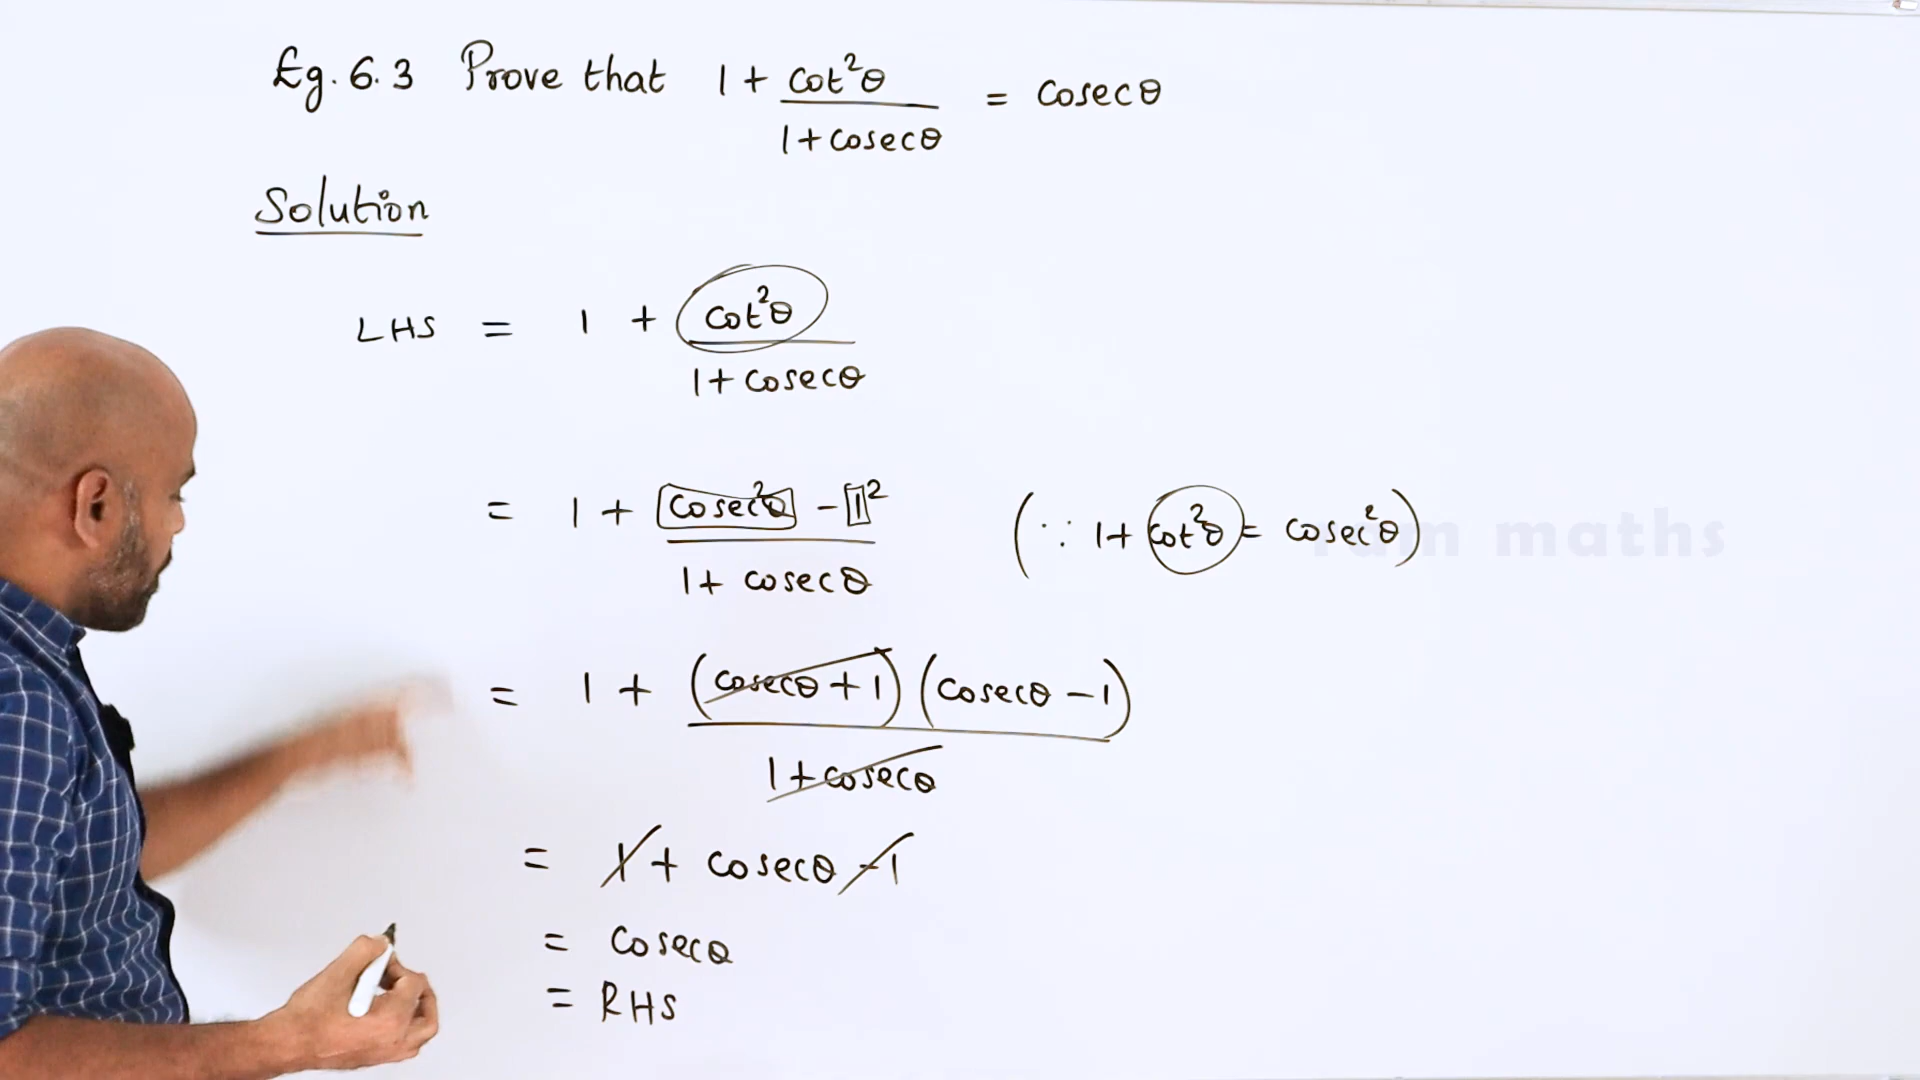 Eg. 6.3 Prove that 1 + cot²θ / 1+cosecθ = cosecθ
Solution
LHS = 1 + cot²θ / 1+cosecθ
= 1 + cosec²θ - 1² / 1+ cosecθ (∵ 1+ cot²θ = cosec²θ)
maths
= 1 + (cosecθ+1)(cosecθ-1) / 1+cosecθ
= 1 + cosecθ -1
= cosecθ
= RHS